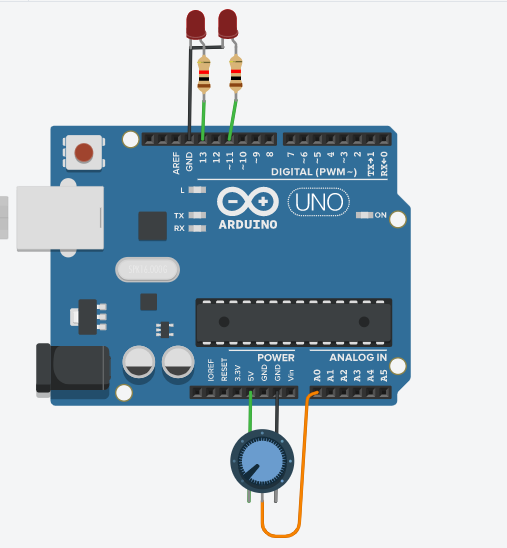 AREF
GND
13
12
~11
~10
~9
8
7
~6
~5
~4
~3
2
TX→1
RX←0
DIGITAL (PWM~)
L
TX
RX
ARDUINO
UNO
ON
POWER
ANALOG IN
IOREF
RESET
3.3V
5V
GND
GND
Vin
A0
A1
A2
A3
A4
A5